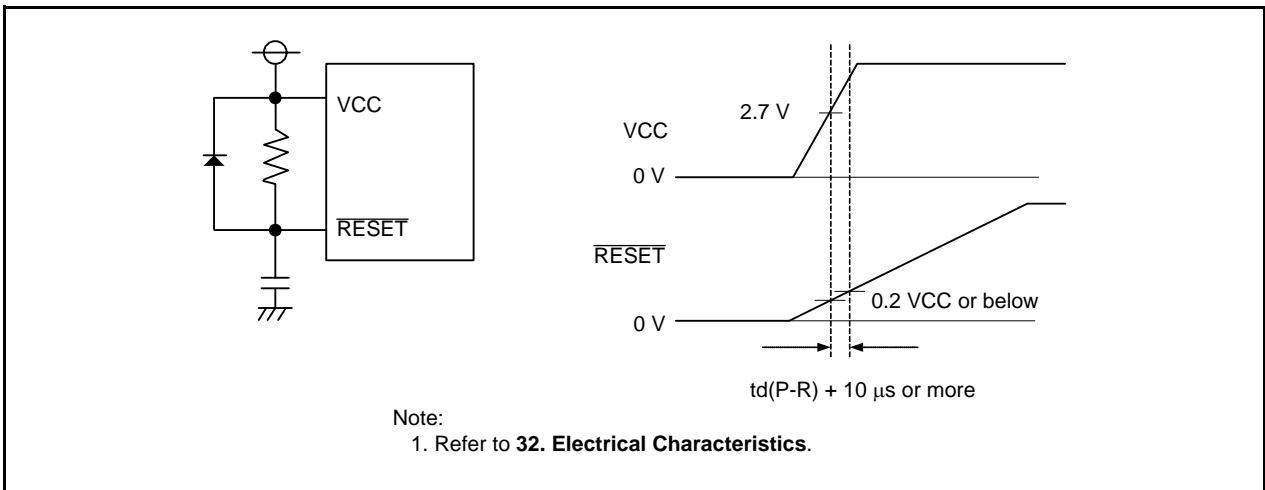 VCC
RESET
2.7 V
VCC
0 V
RESET
0.2 VCC or below
0 V
td(P-R) + 10 μs or more
Note:
1. Refer to 32. Electrical Characteristics.